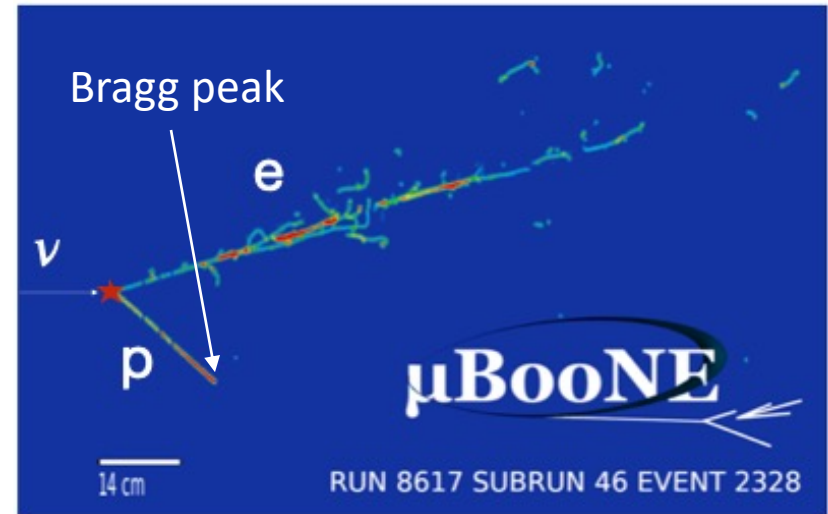 Bragg peak
e
ν
p
μBooNE
14 cm
RUN 8617 SUBRUN 46 EVENT 2328